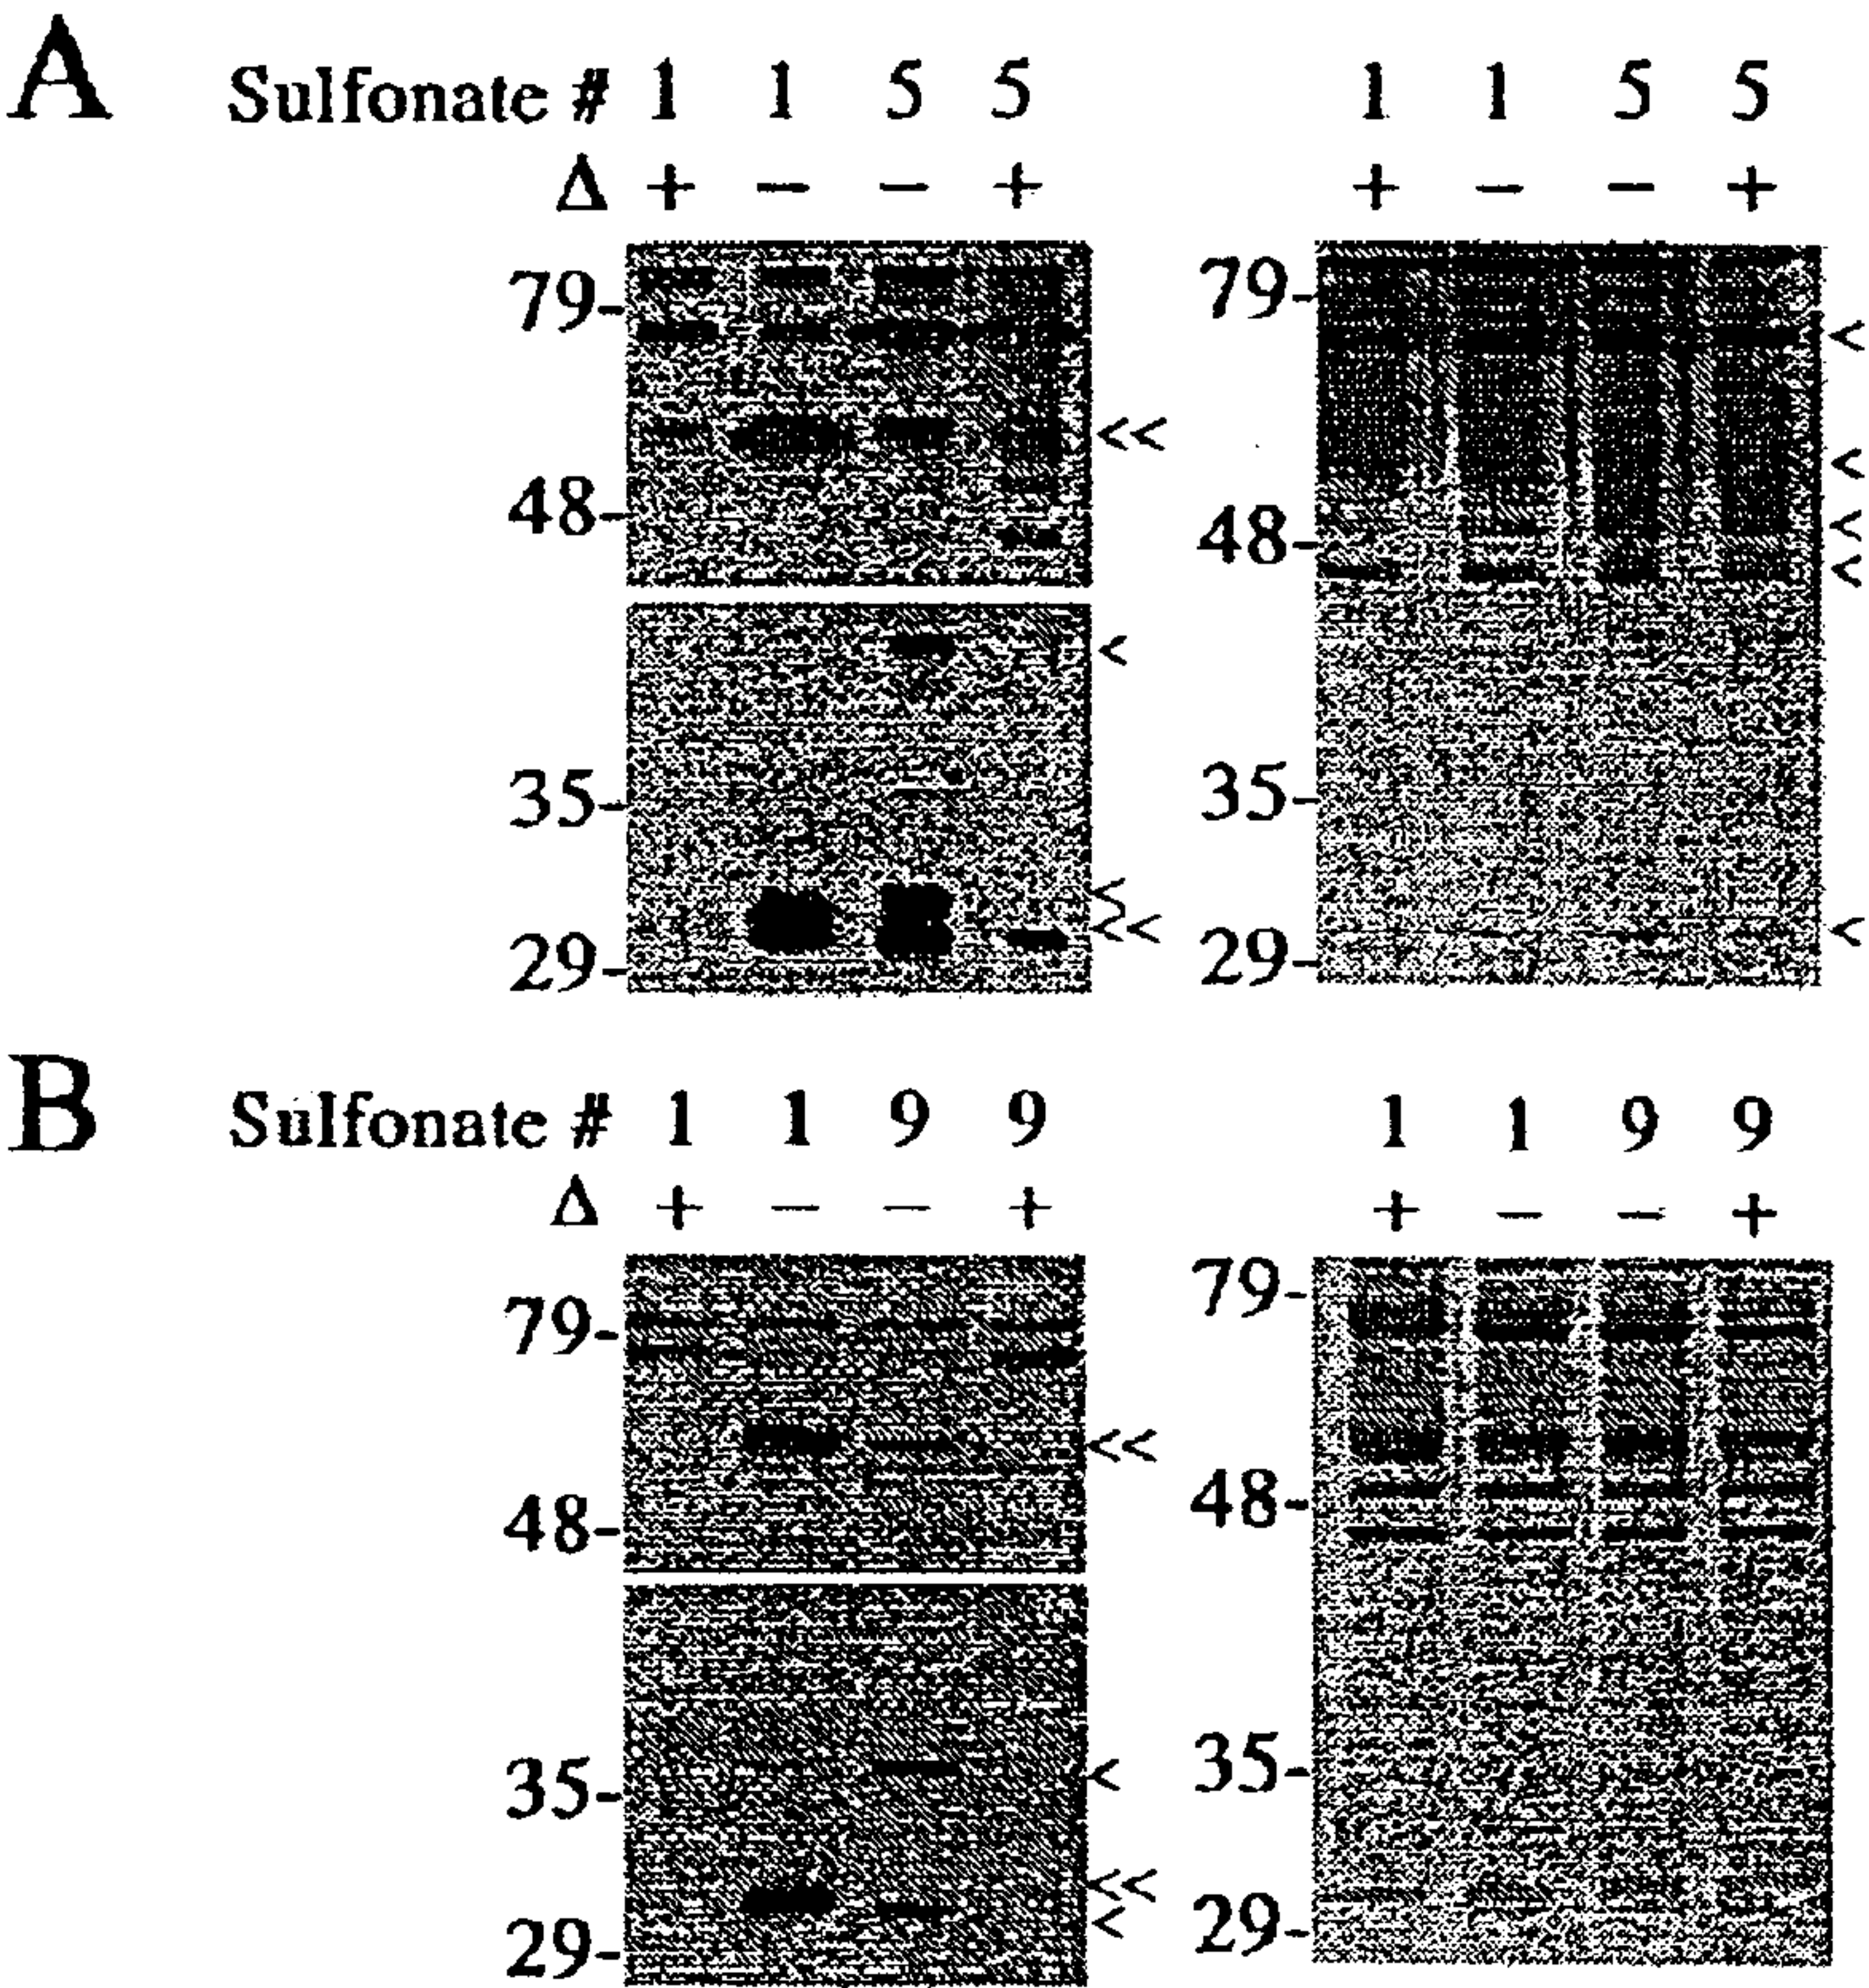 A Sulfonate # 1 1 5 5 1 1 5 5
Δ + – – + + – – +
79- 79- <
<< <
48- 48- <
<
<
35- 35-
<
<< <
29- 29-
B Sulfonate # 1 1 9 9 1 1 9 9
Δ + – – + + – – +
79- 79-
<<
48- 48-
35- < 35-
<<
<
29- 29-